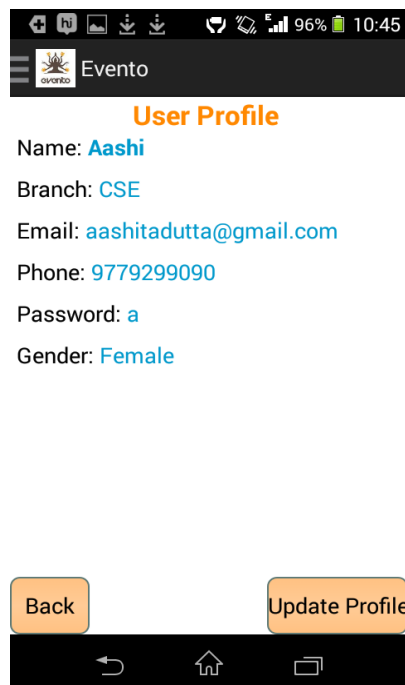 hi E 96% 10:45
evento Evento
User Profile
Name: Aashi
Branch: CSE
Email: aashitadutta@gmail.com
Phone: 9779299090
Password: a
Gender: Female
Back Update Profile